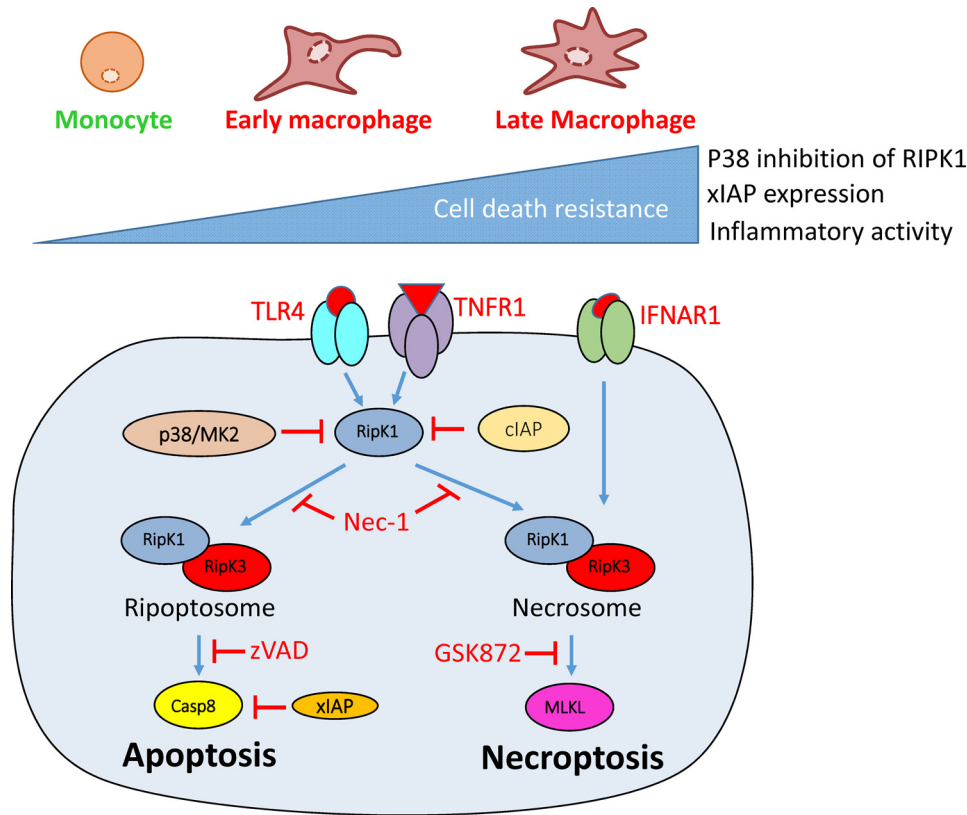 Monocyte
Early macrophage
Late Macrophage
P38 inhibition of RIPK1
xIAP expression
Inflammatory activity
Cell death resistance
TLR4
TNFR1
IFNAR1
p38/MK2
RipK1
cIAP
Nec-1
RipK1
RipK3
Ripoptosome
RipK1
RipK3
Necrosome
zVAD
GSK872
Casp8
xIAP
MLKL
Apoptosis
Necroptosis